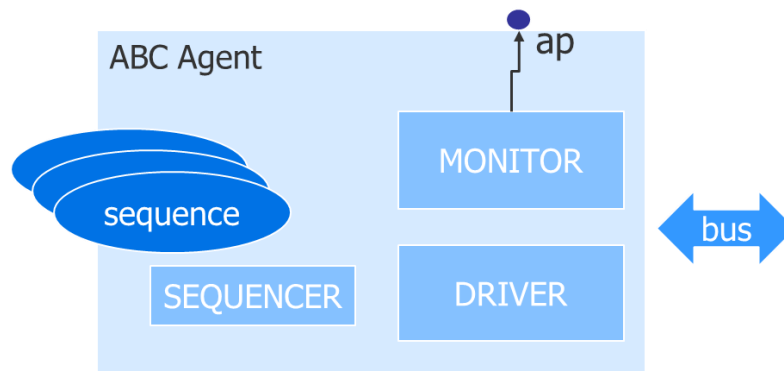 ap
ABC Agent
MONITOR
sequence
bus
SEQUENCER
DRIVER